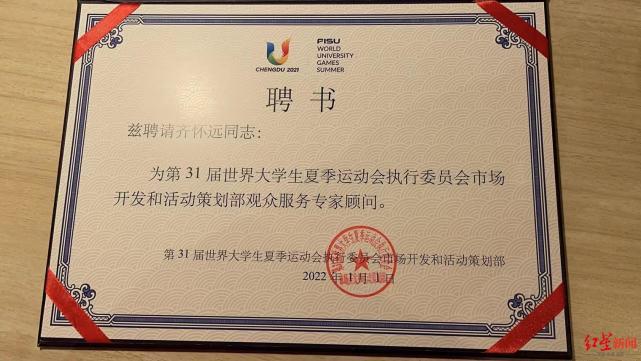 CHENGDU 2021
FISU
WORLD
UNIVERSITY
GAMES
SUMMER
聘书
兹聘请齐怀远同志：
为第31届世界大学生夏季运动会执行委员会市场
开发和活动策划部观众服务专家顾问。
第31届世界大学生夏季运动会执行委员会市场开发和活动策划部
2022年1月 日
红星新闻